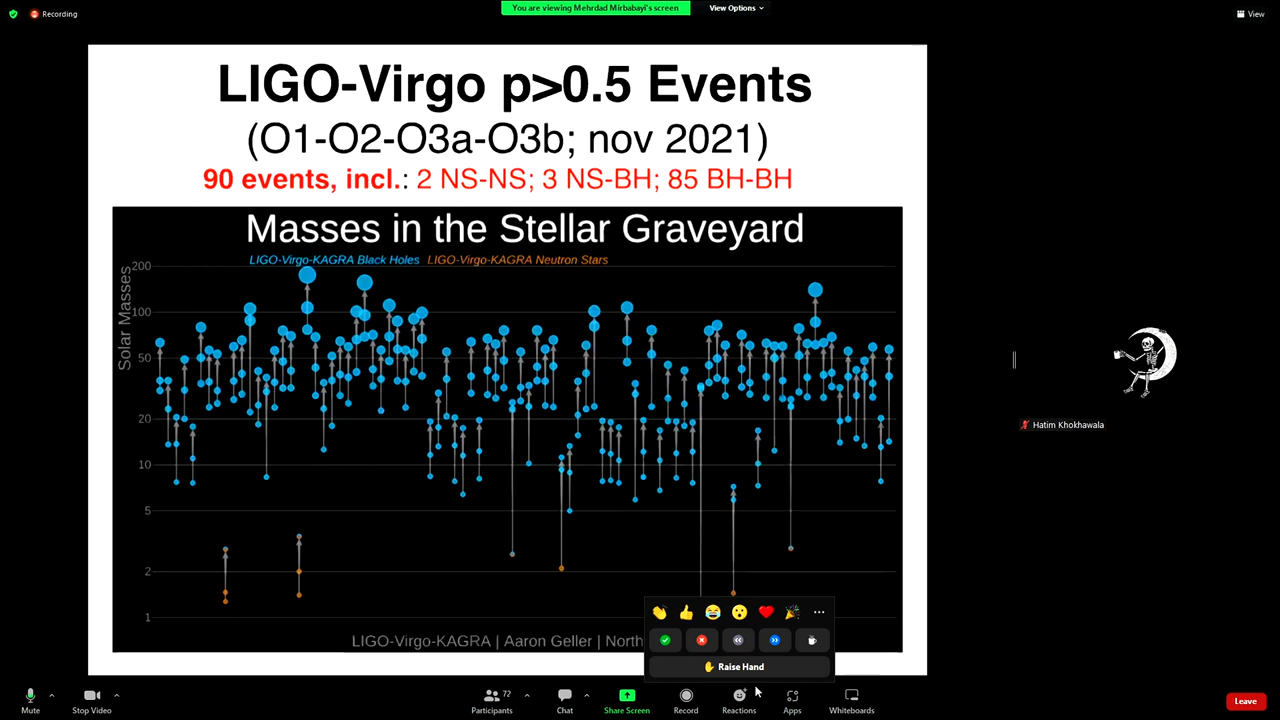 Recording
You are viewing Mehrdad Mirbabayi's screen
View Options
View
LIGO-Virgo p>0.5 Events
(O1-O2-O3a-O3b; nov 2021)
90 events, incl.: 2 NS-NS; 3 NS-BH; 85 BH-BH
Masses in the Stellar Graveyard
LIGO-Virgo-KAGRA Black Holes LIGO-Virgo-KAGRA Neutron Stars
Solar Masses
200
100
50
20
10
5
2
1
LIGO-Virgo-KAGRA | Aaron Geller | North
Hatim Khokhawala
Raise Hand
Mute
Stop Video
72
Participants
Chat
Share Screen
Record
Reactions
Apps
Whiteboards
Leave